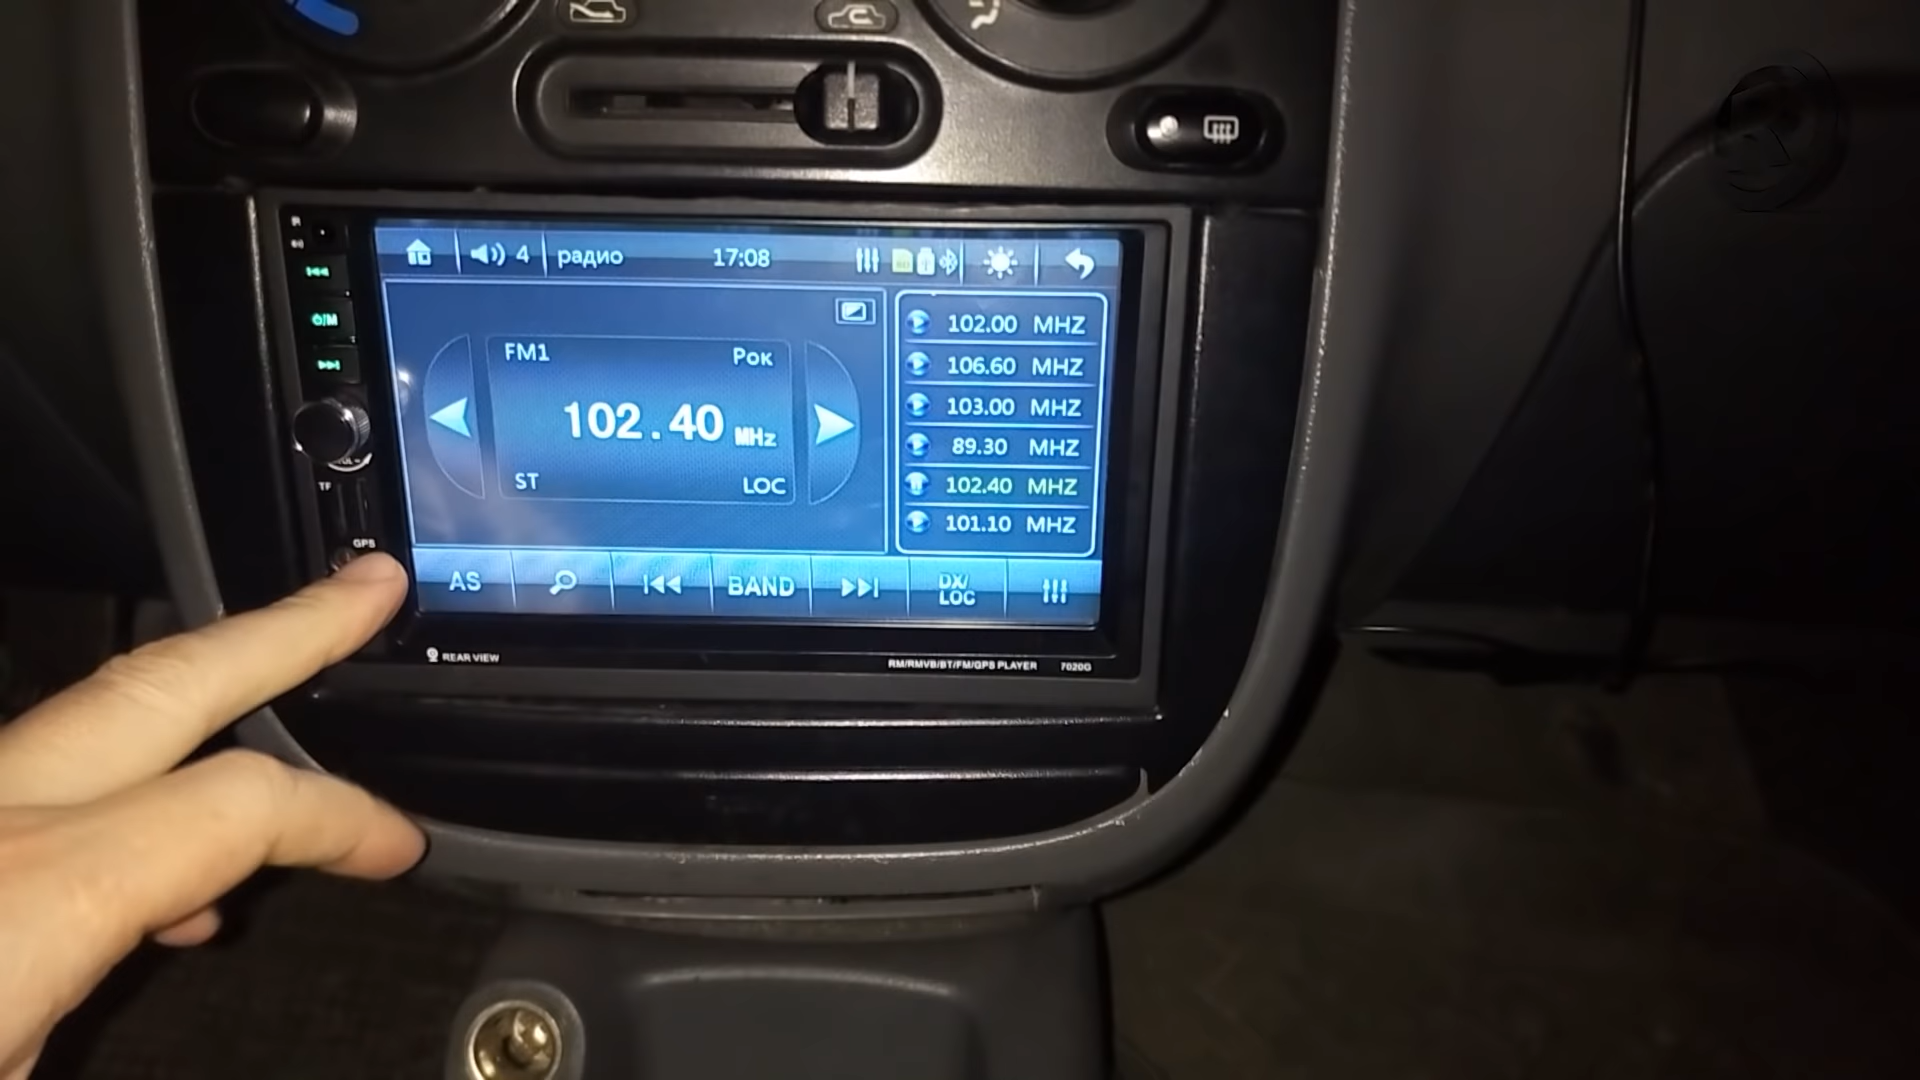 4 радио 17:08
FM1 Рок
102.40 MHz
ST LOC
102.00 MHZ
106.60 MHZ
103.00 MHZ
89.30 MHZ
102.40 MHZ
101.10 MHZ
AS BAND DX/
LOC
ɸ/M
TF
GPS
REAR VIEW
RM/RMVB/BT/FM/GPS PLAYER 7020G